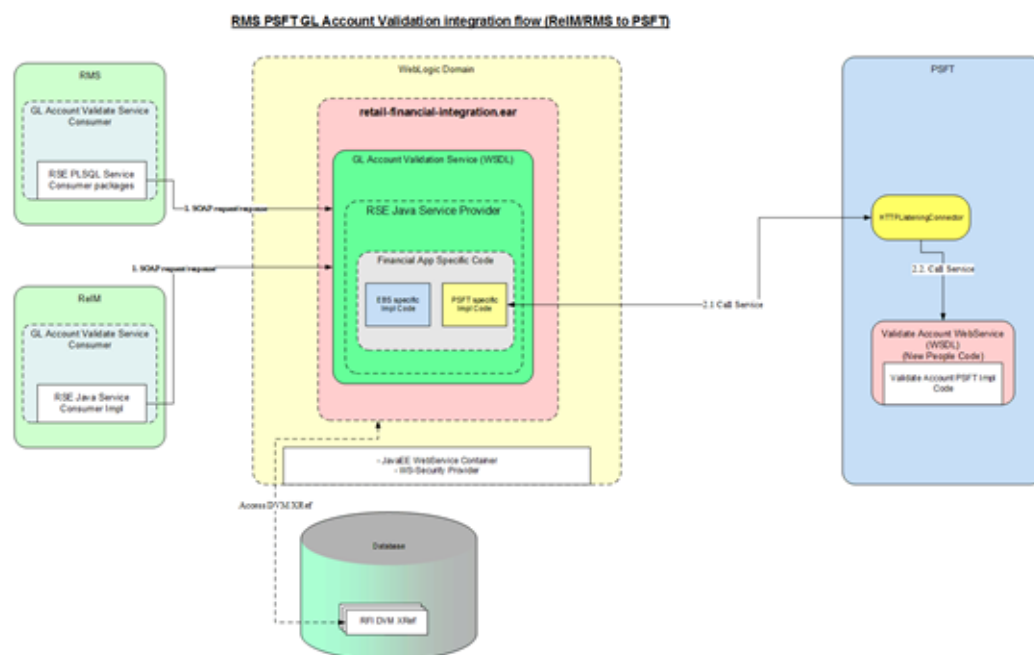 RMS PSFT GL Account Validation integration flow (ReIM/RMS to PSFT)
RMS
GL Account Validate Service
Consumer
RSE PLSQL Service
Consumer packages
1. SOAP request/response
ReIM
GL Account Validate Service
Consumer
RSE Java Service
Consumer Impl
1. SOAP request/response
WebLogic Domain
retail-financial-integration.ear
GL Account Validation Service (WSDL)
RSE Java Service Provider
Financial App Specific Code
EBS specific
Impl Code
PSFT specific
Impl Code
- JavaEE WebService Container
- WS-Security Provider
Access DVM XRef
Database
RFI DVM XRef
2.1 Call Service
PSFT
HTTPListeningConnector
2.2. Call Service
Validate Account WebService
(WSDL)
(New People Code)
Validate Account PSFT Impl
Code